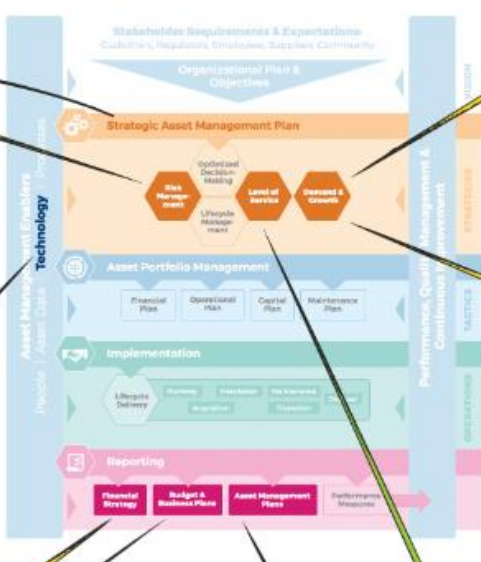 Stakeholder Requirements & Expectations
Customers, Regulators, Employees, Suppliers, Community
Organizational Plan &
Objectives
VISION
Strategic Asset Management Plan
Optimized
Decision-
Making
Risk
Manage-
ment
Level of
Service
Demand &
Growth
Lifecycle
Manage-
ment
STRATEGIES
Asset Management Enablers
People | Asset Data | Technology | Processes
Performance, Quality Management &
Continuous Improvement
Asset Portfolio Management
Financial
Plan
Operational
Plan
Capital
Plan
Maintenance
Plan
TACTICS
Implementation
Lifecycle
Delivery
Planning
Installation
Maintenance
Acquisition
Operation
Disposal
OPERATIONS
Reporting
Financial
Strategy
Budget &
Business Plans
Asset Management
Plans
Performance
Measures